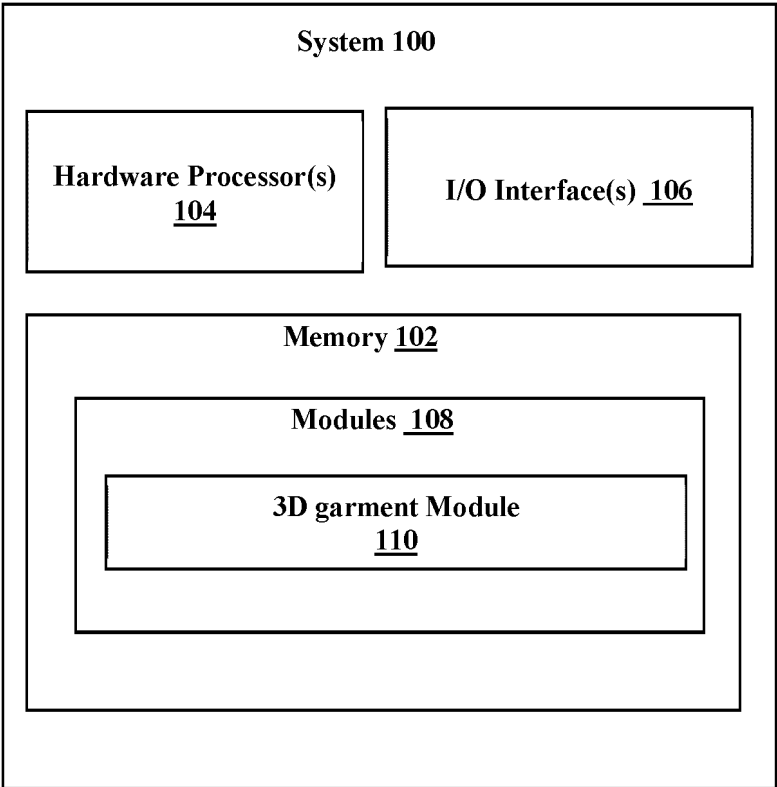 System 100
Hardware Processor(s)
104
I/O Interface(s) 106
Memory 102
Modules 108
3D garment Module
110